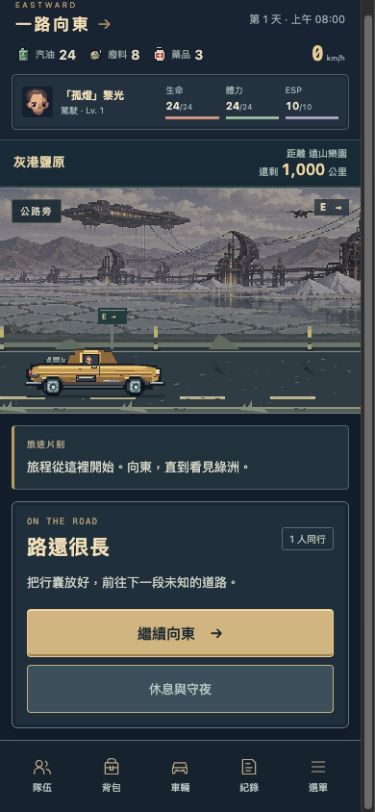 EASTWARD
一路向東 →
第 1 天 · 上午 08:00
汽油 24 廢料 8 藥品 3
0 km/h
「孤燈」黎光
駕駛 · Lv. 1
生命 體力 ESP
24/24 24/24 10/10
灰港鹽原
距離 遠山樂園
還剩 1,000 公里
公路旁
E →
E →
旅途片刻
旅程從這裡開始。向東，直到看見綠洲。
ON THE ROAD
路還很長
1 人同行
把行囊放好，前往下一段未知的道路。
繼續向東 →
休息與守夜
隊伍 背包 車輛 紀錄 選單